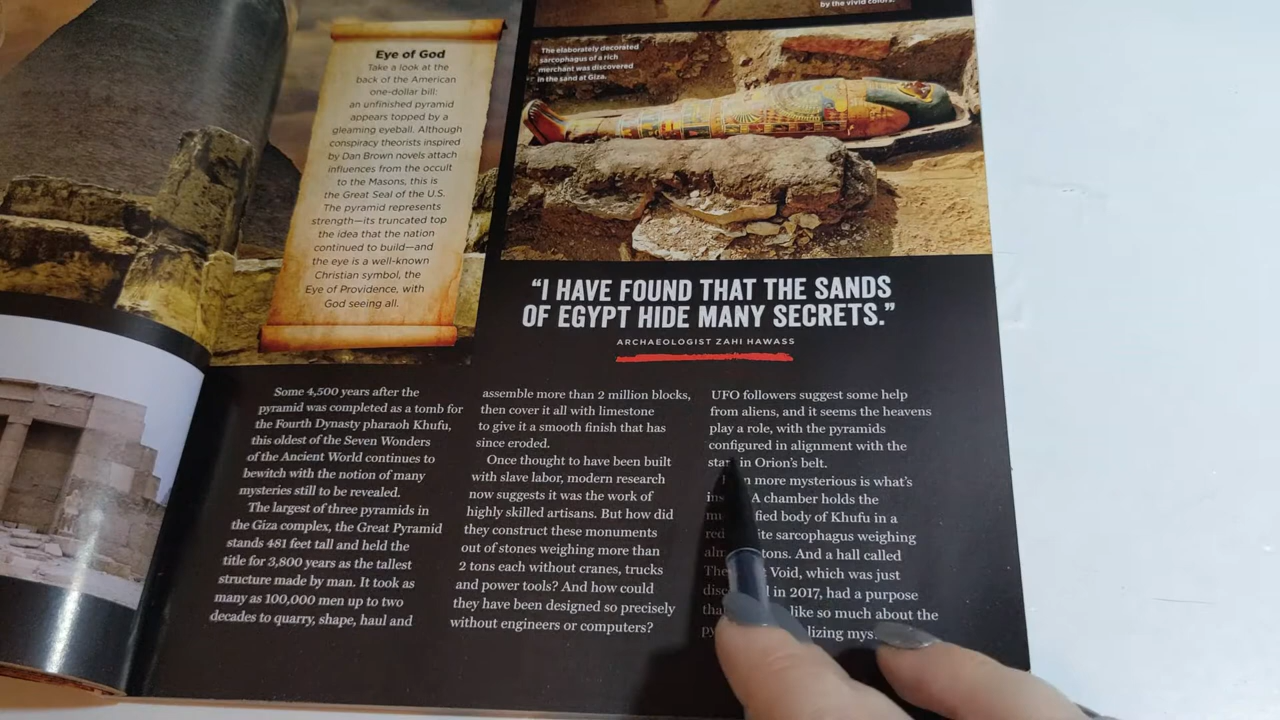 by the vivid colors.
The elaborately decorated
sarcophagus of a rich
merchant was discovered
in the sand at Giza.
Eye of God
Take a look at the
back of the American
one-dollar bill:
an unfinished pyramid
appears topped by a
gleaming eyeball. Although
conspiracy theorists inspired
by Dan Brown novels attach
influences from the occult
to the Masons, this is
the Great Seal of the U.S.
The pyramid represents
strength—its truncated top
the idea that the nation
continued to build—and
the eye is a well-known
Christian symbol, the
Eye of Providence, with
God seeing all.
“I HAVE FOUND THAT THE SANDS
OF EGYPT HIDE MANY SECRETS.”
ARCHAEOLOGIST ZAHI HAWASS
Some 4,500 years after the
pyramid was completed as a tomb for
the Fourth Dynasty pharaoh Khufu,
this oldest of the Seven Wonders
of the Ancient World continues to
bewitch with the notion of many
mysteries still to be revealed.
The largest of three pyramids in
the Giza complex, the Great Pyramid
stands 481 feet tall and held the
title for 3,800 years as the tallest
structure made by man. It took as
many as 100,000 men up to two
decades to quarry, shape, haul and
assemble more than 2 million blocks,
then cover it all with limestone
to give it a smooth finish that has
since eroded.
Once thought to have been built
with slave labor, modern research
now suggests it was the work of
highly skilled artisans. But how did
they construct these monuments
out of stones weighing more than
2 tons each without cranes, trucks
and power tools? And how could
they have been designed so precisely
without engineers or computers?
UFO followers suggest some help
from aliens, and it seems the heavens
play a role, with the pyramids
configured in alignment with the
in Orion’s belt.
more mysterious is what’s
A chamber holds the
body of Khufu in a
red sarcophagus weighing
tons. And a hall called
Void, which was just
in 2017, had a purpose
like so much about the